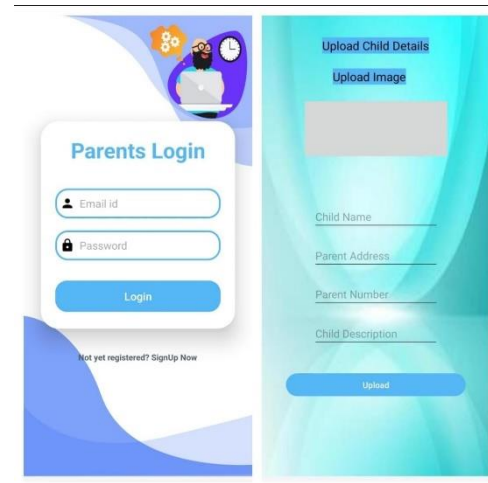 Parents Login
Email id
Password
Login
Not yet registered? SignUp Now
Upload Child Details
Upload Image
Child Name
Parent Address
Parent Number
Child Description
Upload